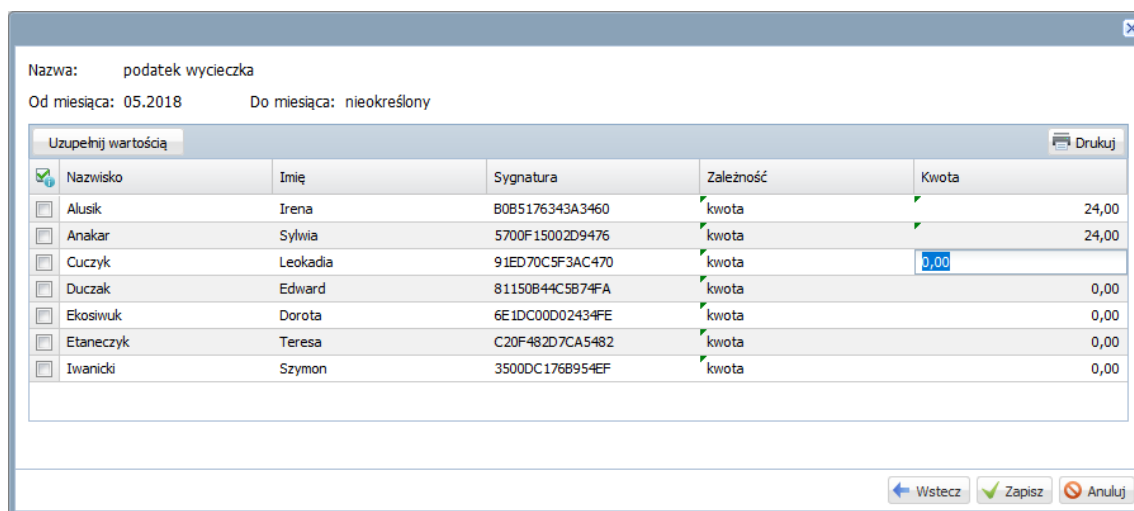 Nazwa: podatek wycieczka
Od miesiąca: 05.2018 Do miesiąca: nieokreślony
Uzupełnij wartością Drukuj
Nazwisko Imię Sygnatura Zależność Kwota
Alusik Irena B0B5176343A3460 kwota 24,00
Anakar Sylwia 5700F15002D9476 kwota 24,00
Cuczyk Leokadia 91ED70C5F3AC470 kwota 0,00
Duczak Edward 81150B44C5B74FA kwota 0,00
Ekosiwuk Dorota 6E1DC00D02434FE kwota 0,00
Etaneczyk Teresa C20F482D7CA5482 kwota 0,00
Iwanicki Szymon 3500DC176B954EF kwota 0,00
Wstecz Zapisz Anuluj